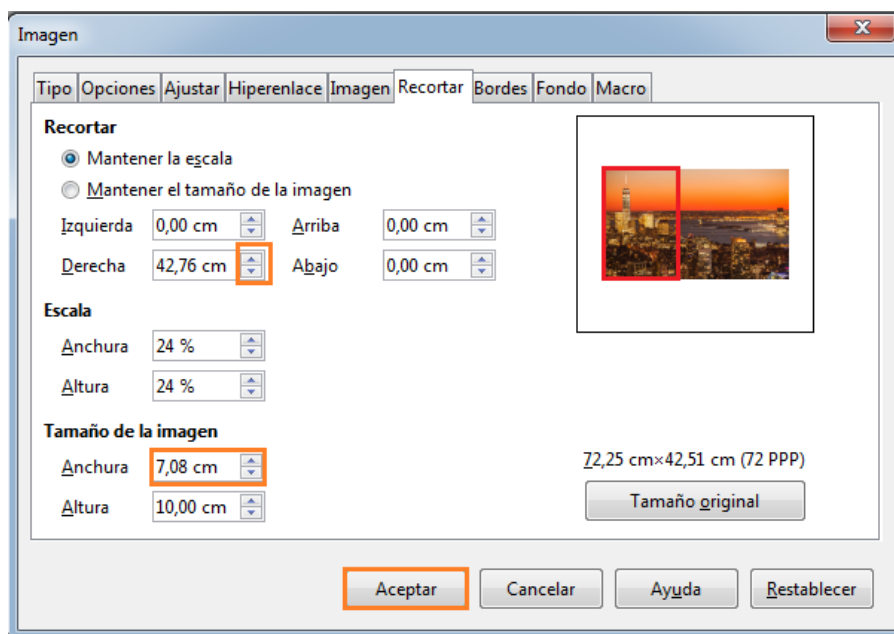 Imagen
Tipo Opciones Ajustar Hiperenlace Imagen Recortar Bordes Fondo Macro
Recortar
Mantener la escala
Mantener el tamaño de la imagen
Izquierda 0,00 cm Arriba 0,00 cm
Derecha 42,76 cm Abajo 0,00 cm
Escala
Anchura 24 %
Altura 24 %
Tamaño de la imagen
Anchura 7,08 cm
72,25 cm×42,51 cm (72 PPP)
Altura 10,00 cm
Tamaño original
Aceptar Cancelar Ayuda Restablecer